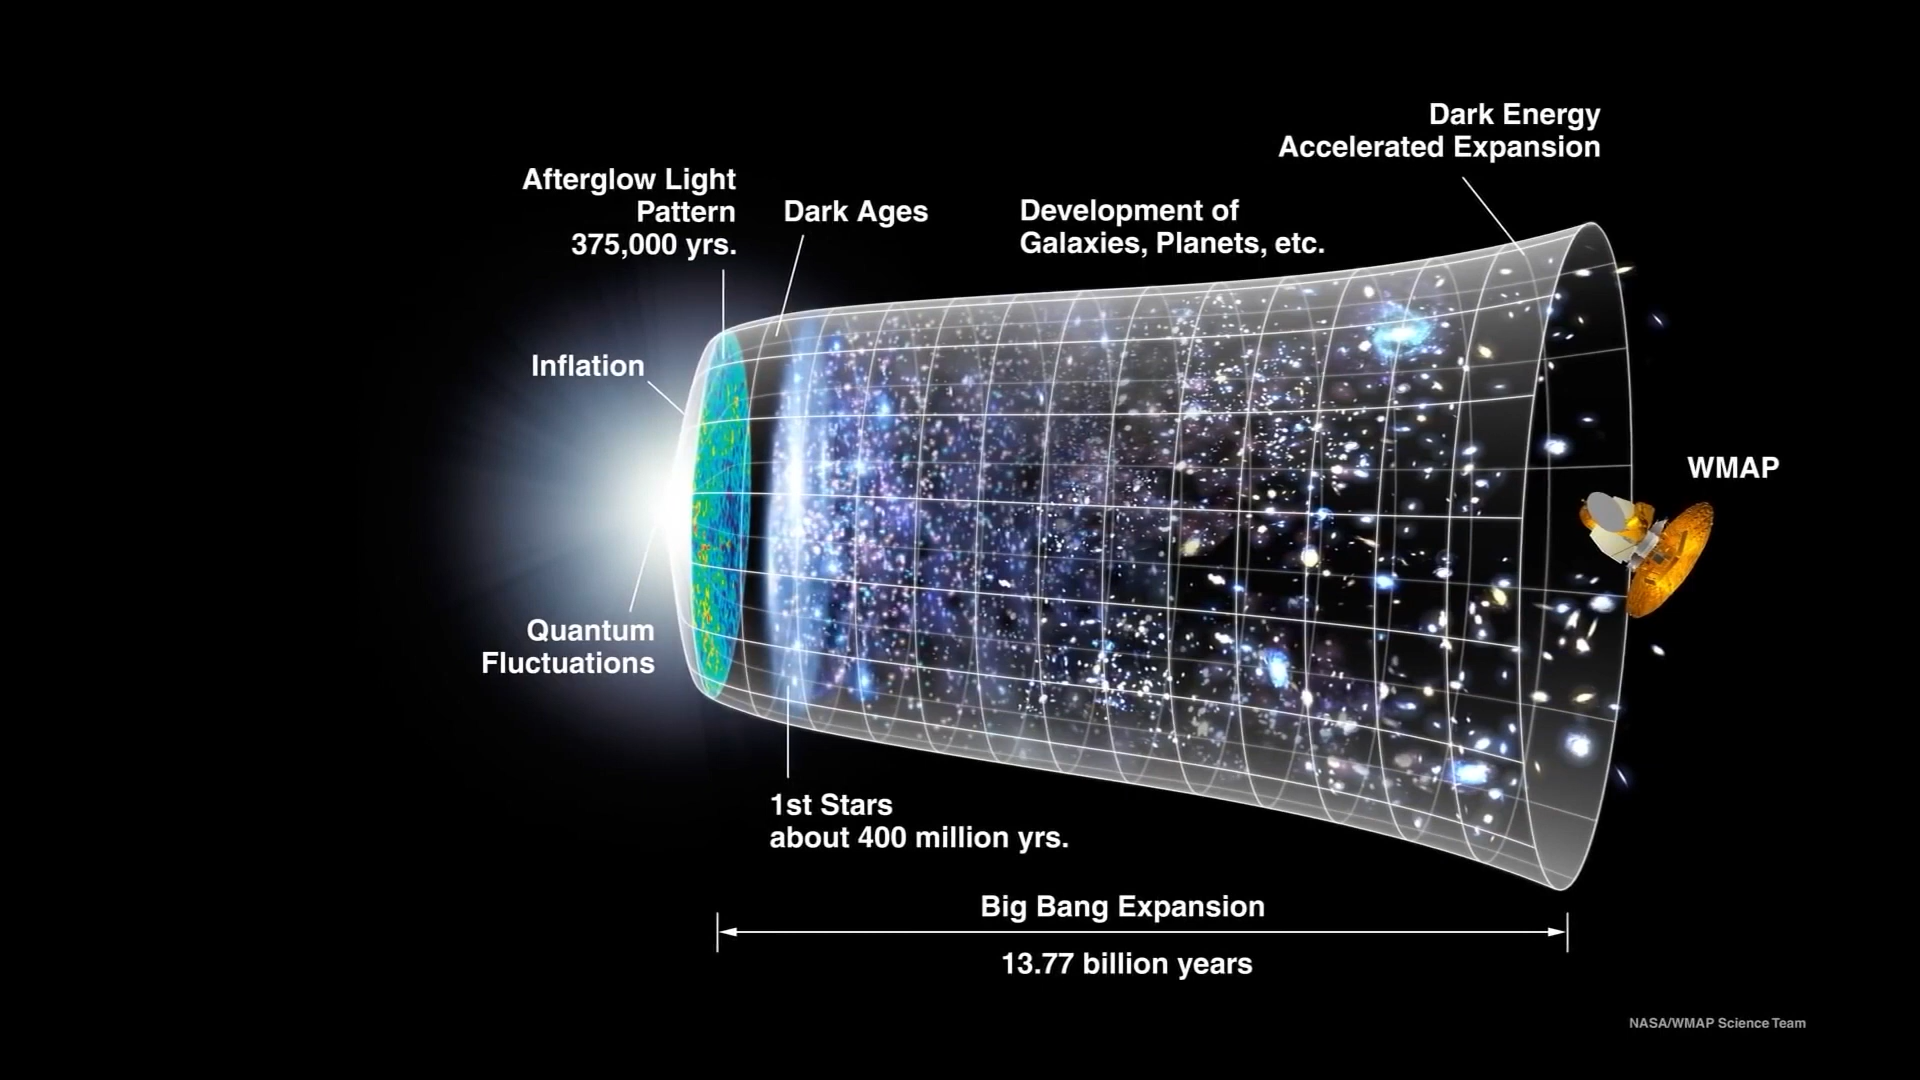 Dark Energy
Accelerated Expansion
Afterglow Light
Pattern
375,000 yrs.
Dark Ages
Development of
Galaxies, Planets, etc.
Inflation
WMAP
Quantum
Fluctuations
1st Stars
about 400 million yrs.
Big Bang Expansion
13.77 billion years
NASA/WMAP Science Team